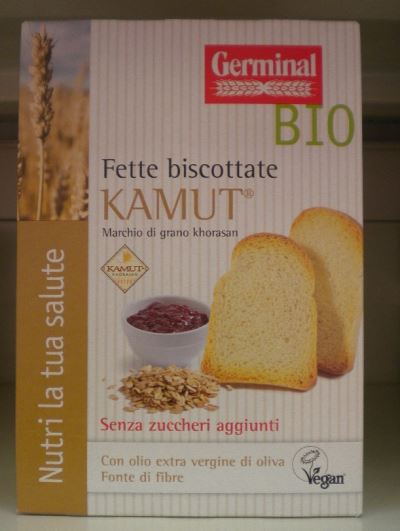 Germinal
BIO
Fette biscottate
KAMUT®
Marchio di grano khorasan
KAMUT®
KHORASAN
Nutri la tua salute
Senza zuccheri aggiunti
Con olio extra vergine di oliva
Fonte di fibre
Vegan